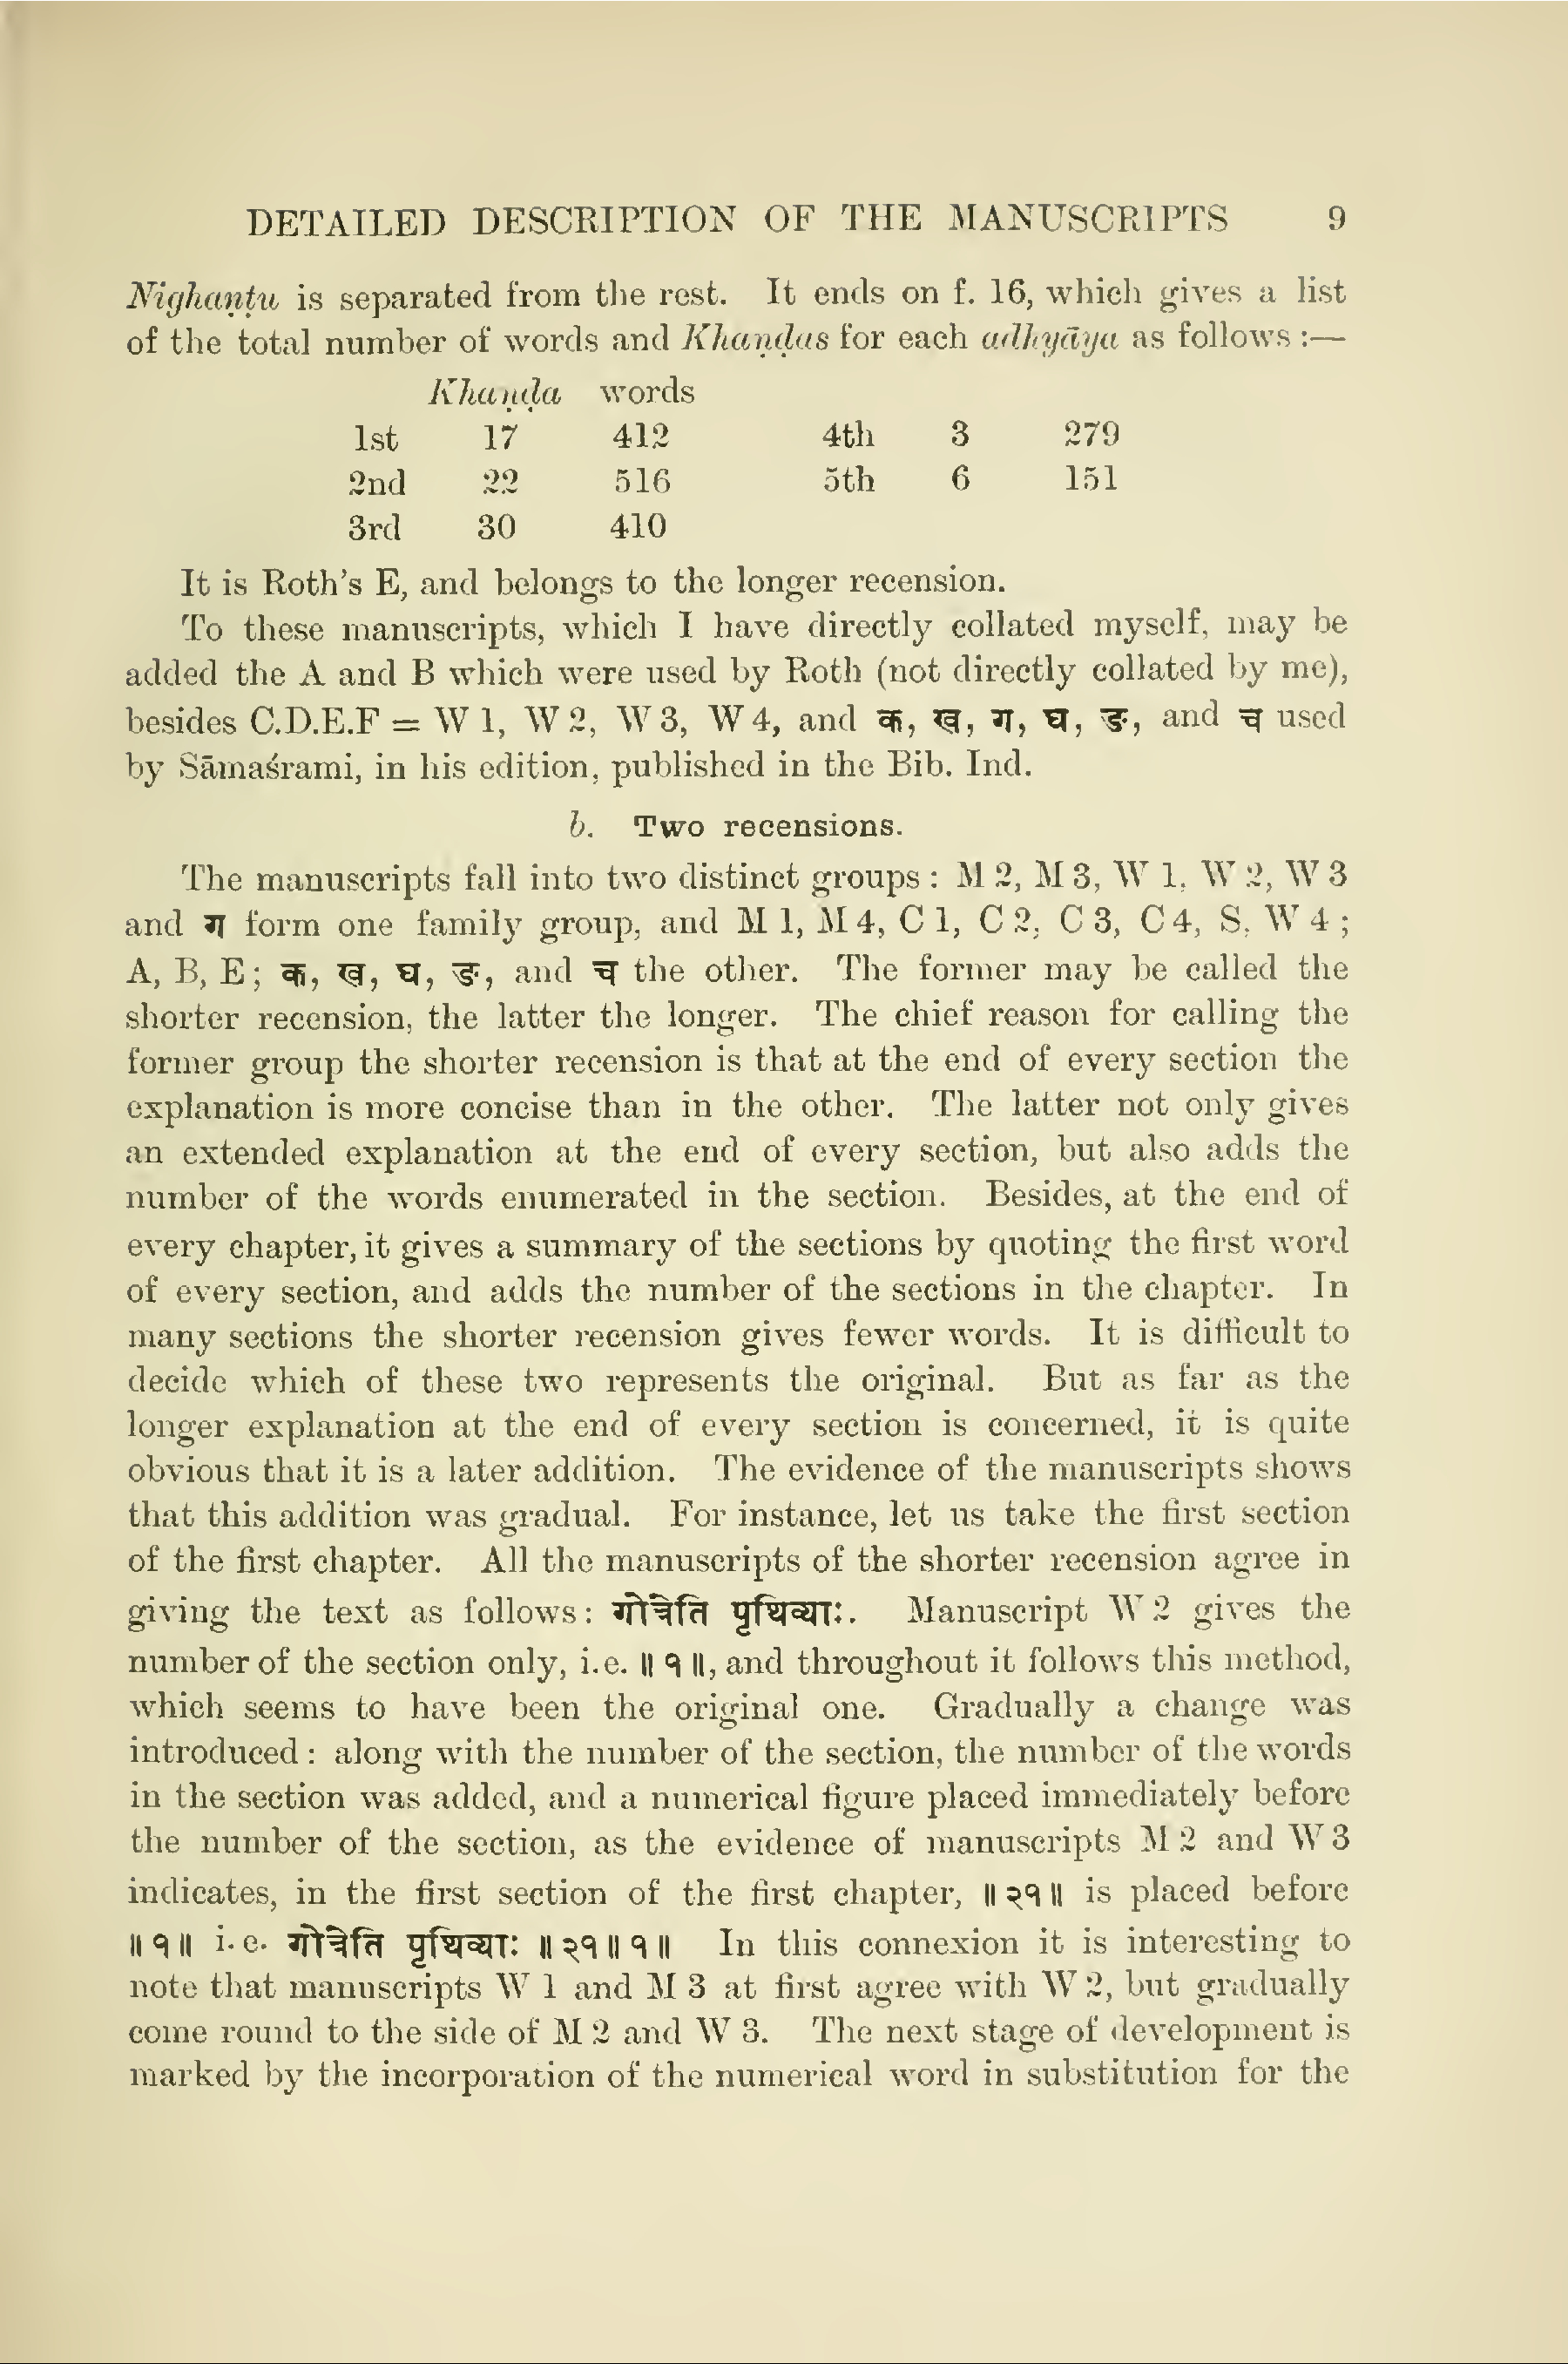 DETAILED DESCRIPTION OF THE MANUSCRIPTS 9
Nighaṇṭu is separated from the rest. It ends on f. 16, which gives a list
of the total number of words and Khaṇḍas for each adhyāya as follows :—
Khaṇḍa words
1st 17 412 4th 3 279
2nd 22 516 5th 6 151
3rd 30 410
It is Roth's E, and belongs to the longer recension.
To these manuscripts, which I have directly collated myself, may be
added the A and B which were used by Roth (not directly collated by me),
besides C.D.E.F = W 1, W 2, W 3, W 4, and क, ख, ग, घ, ङ, and च used
by Sāmaśrami, in his edition, published in the Bib. Ind.
b. Two recensions.
The manuscripts fall into two distinct groups : M 2, M 3, W 1, W 2, W 3
and ग form one family group, and M 1, M 4, C 1, C 2, C 3, C 4, S, W 4 ;
A, B, E ; क, ख, घ, ङ, and च the other. The former may be called the
shorter recension, the latter the longer. The chief reason for calling the
former group the shorter recension is that at the end of every section the
explanation is more concise than in the other. The latter not only gives
an extended explanation at the end of every section, but also adds the
number of the words enumerated in the section. Besides, at the end of
every chapter, it gives a summary of the sections by quoting the first word
of every section, and adds the number of the sections in the chapter. In
many sections the shorter recension gives fewer words. It is difficult to
decide which of these two represents the original. But as far as the
longer explanation at the end of every section is concerned, it is quite
obvious that it is a later addition. The evidence of the manuscripts shows
that this addition was gradual. For instance, let us take the first section
of the first chapter. All the manuscripts of the shorter recension agree in
giving the text as follows : गोत्रेति पृथिव्याः. Manuscript W 2 gives the
number of the section only, i.e. ॥ १ ॥, and throughout it follows this method,
which seems to have been the original one. Gradually a change was
introduced : along with the number of the section, the number of the words
in the section was added, and a numerical figure placed immediately before
the number of the section, as the evidence of manuscripts M 2 and W 3
indicates, in the first section of the first chapter, ॥ २१ ॥ is placed before
॥ १ ॥ i. e. गोत्रेति पृथिव्याः ॥ २१ ॥ १ ॥ In this connexion it is interesting to
note that manuscripts W 1 and M 3 at first agree with W 2, but gradually
come round to the side of M 2 and W 3. The next stage of development is
marked by the incorporation of the numerical word in substitution for the